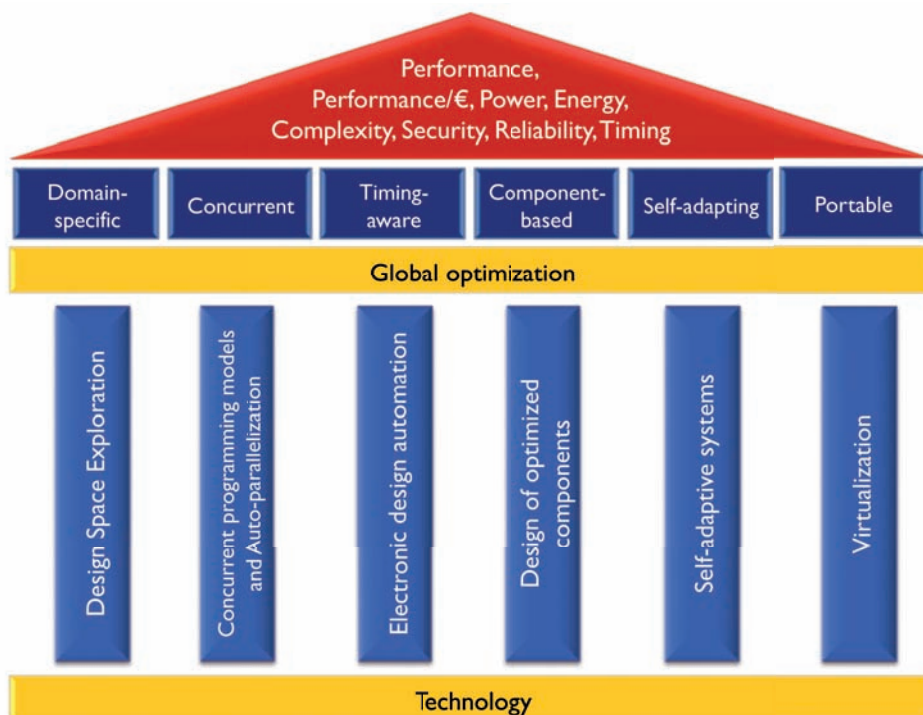 Performance,
Performance/€, Power, Energy,
Complexity, Security, Reliability, Timing
Domain-
specific
Concurrent
Timing-
aware
Component-
based
Self-adapting
Portable
Global optimization
Design Space Exploration
Concurrent programming models
and Auto-parallelization
Electronic design automation
Design of optimized
components
Self-adaptive systems
Virtualization
Technology